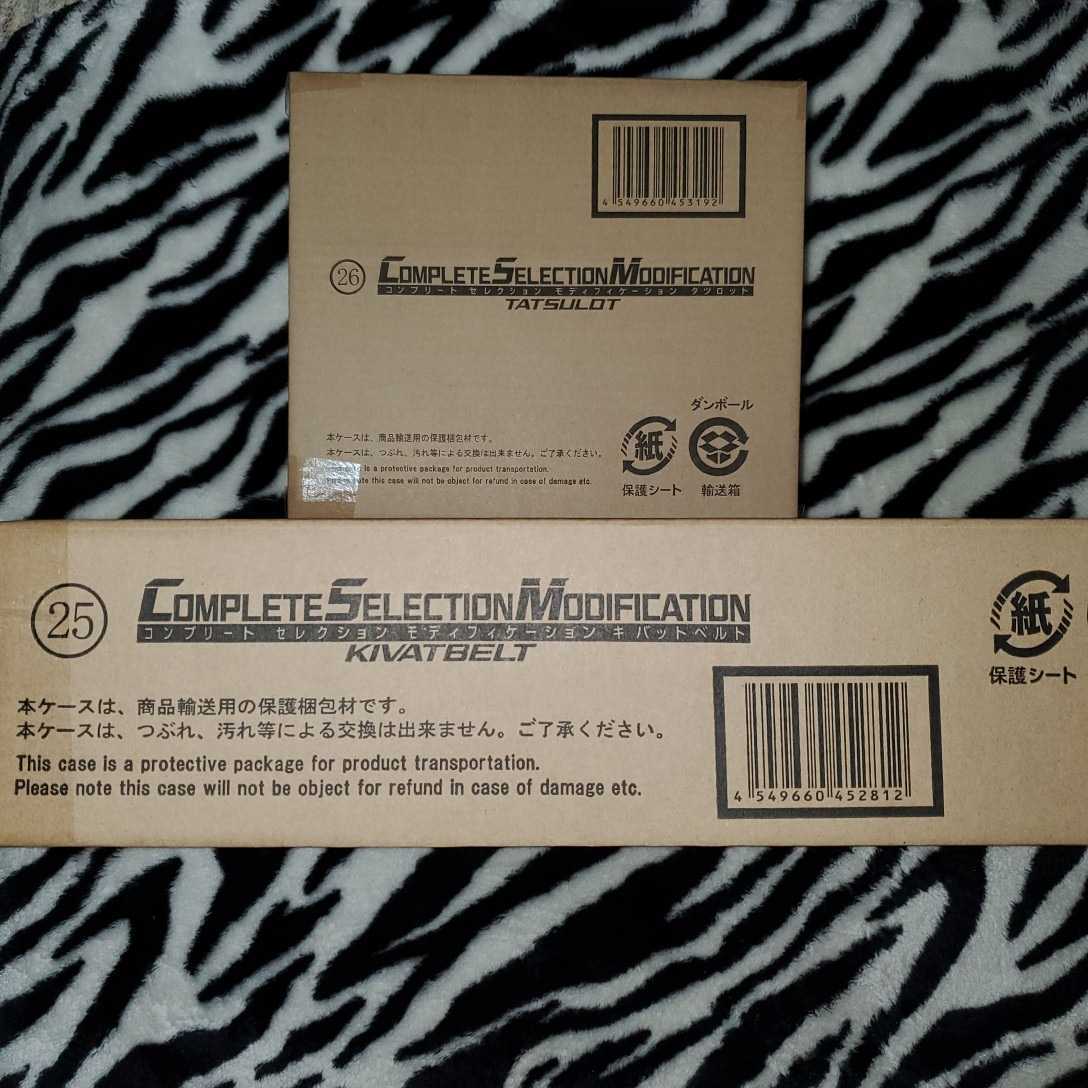 4 549660 453192
26
COMPLETE SELECTION MODIFICATION
コンプリート セレクション モディフィケーション タツロット
TATSULOT
ダンボール
本ケースは、商品輸送用の保護梱包材です。
本ケースは、つぶれ、汚れ等による交換は出来ません。ご了承ください。
is a protective package for product transportation.
note this case will not be object for refund in case of damage etc.
紙
保護シート
輸送箱
25
COMPLETE SELECTION MODIFICATION
コンプリート セレクション モディフィケーション キバットベルト
KIVATBELT
紙
保護シート
本ケースは、商品輸送用の保護梱包材です。
本ケースは、つぶれ、汚れ等による交換は出来ません。ご了承ください。
This case is a protective package for product transportation.
Please note this case will not be object for refund in case of damage etc.
4 549660 452812